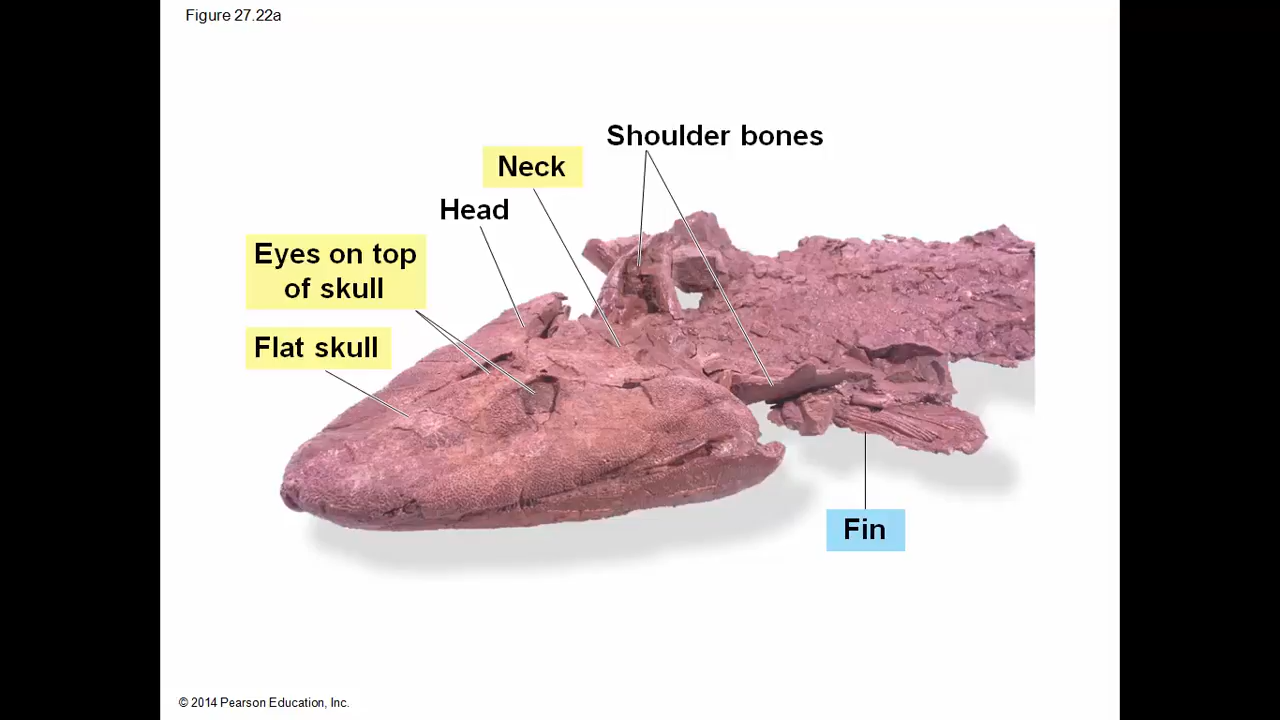 Figure 27.22a
Shoulder bones
Neck
Head
Eyes on top
of skull
Flat skull
Fin
© 2014 Pearson Education, Inc.